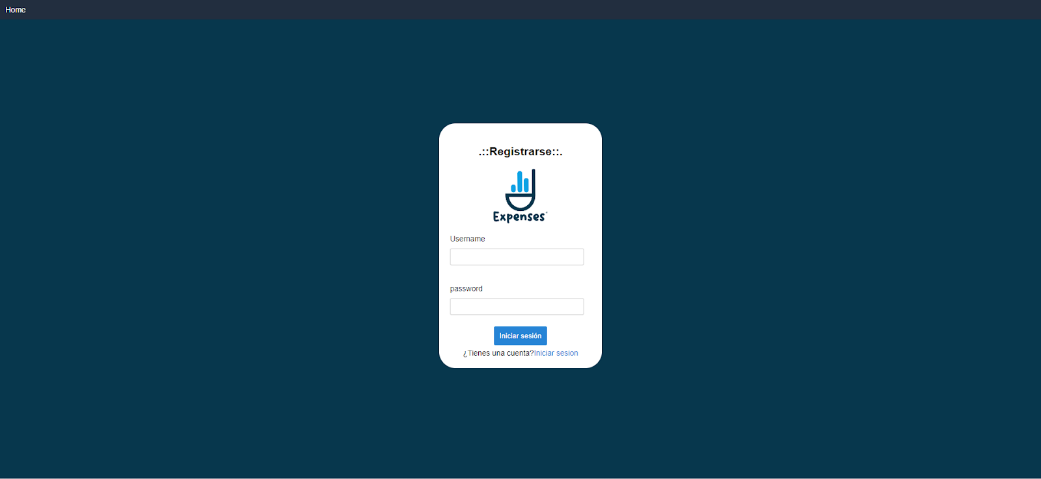 Home
.::Registrarse::.
Expenses
Username
password
Iniciar sesión
¿Tienes una cuenta?Iniciar sesion